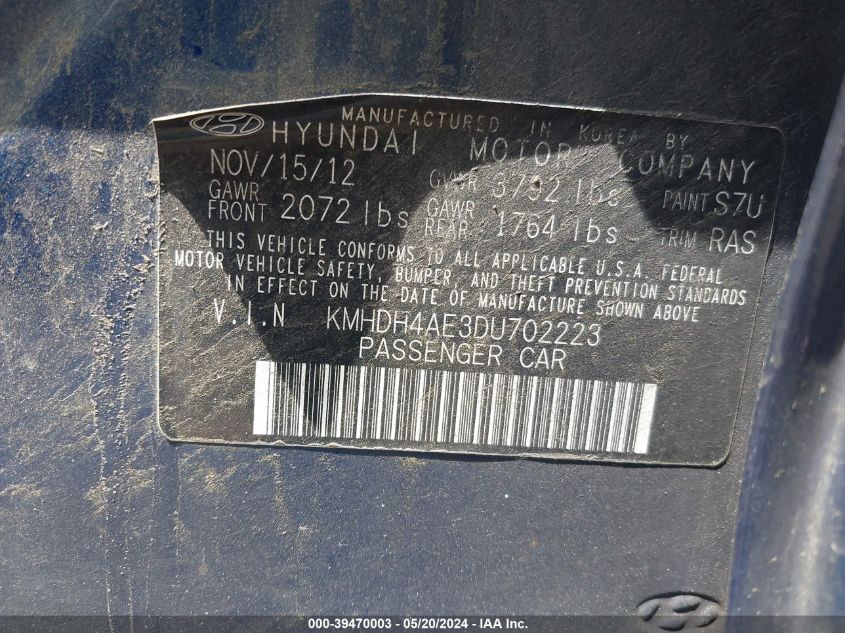 MANUFACTURED IN KOREA BY
HYUNDAI MOTOR COMPANY
NOV/15/12 GVWR 3752 lbs PAINT S7U
GAWR FRONT 2072 lbs GAWR REAR 1764 lbs TRIM RAS
THIS VEHICLE CONFORMS TO ALL APPLICABLE U.S.A. FEDERAL
MOTOR VEHICLE SAFETY, BUMPER, AND THEFT PREVENTION STANDARDS
IN EFFECT ON THE DATE OF MANUFACTURE SHOWN ABOVE
V.I.N KMHDH4AE3DU702223
PASSENGER CAR
000-39470003 - 05/20/2024 - IAA Inc.